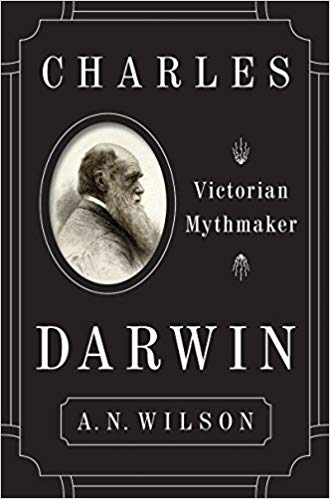 CHARLES
Victorian
Mythmaker
DARWIN
A.N. WILSON